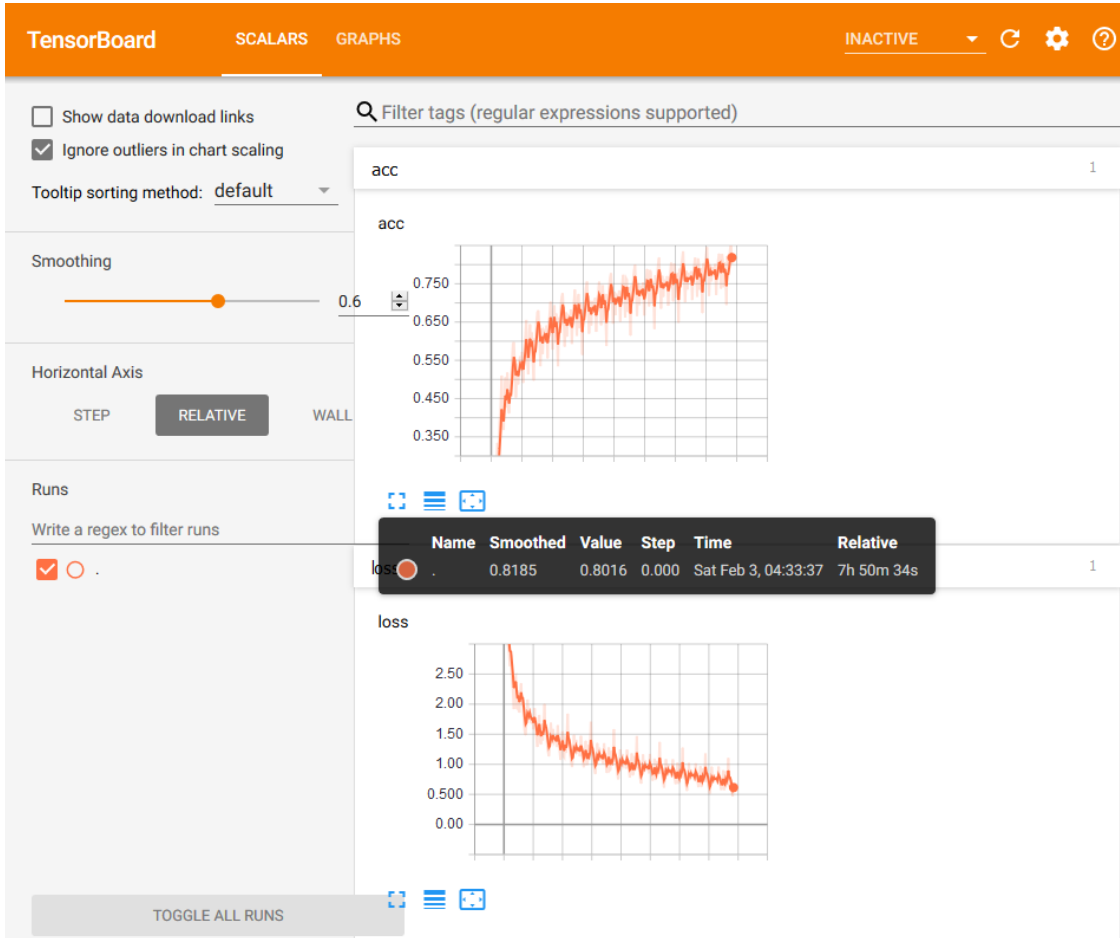 TensorBoard SCALARS GRAPHS INACTIVE
Show data download links
Ignore outliers in chart scaling
Tooltip sorting method: default
Smoothing
0.6
Horizontal Axis
STEP RELATIVE WALL
Runs
Write a regex to filter runs
.
TOGGLE ALL RUNS
Filter tags (regular expressions supported)
acc 1
acc
0.750
0.650
0.550
0.450
0.350
Name Smoothed Value Step Time Relative
. 0.8185 0.8016 0.000 Sat Feb 3, 04:33:37 7h 50m 34s
loss 1
loss
2.50
2.00
1.50
1.00
0.500
0.00